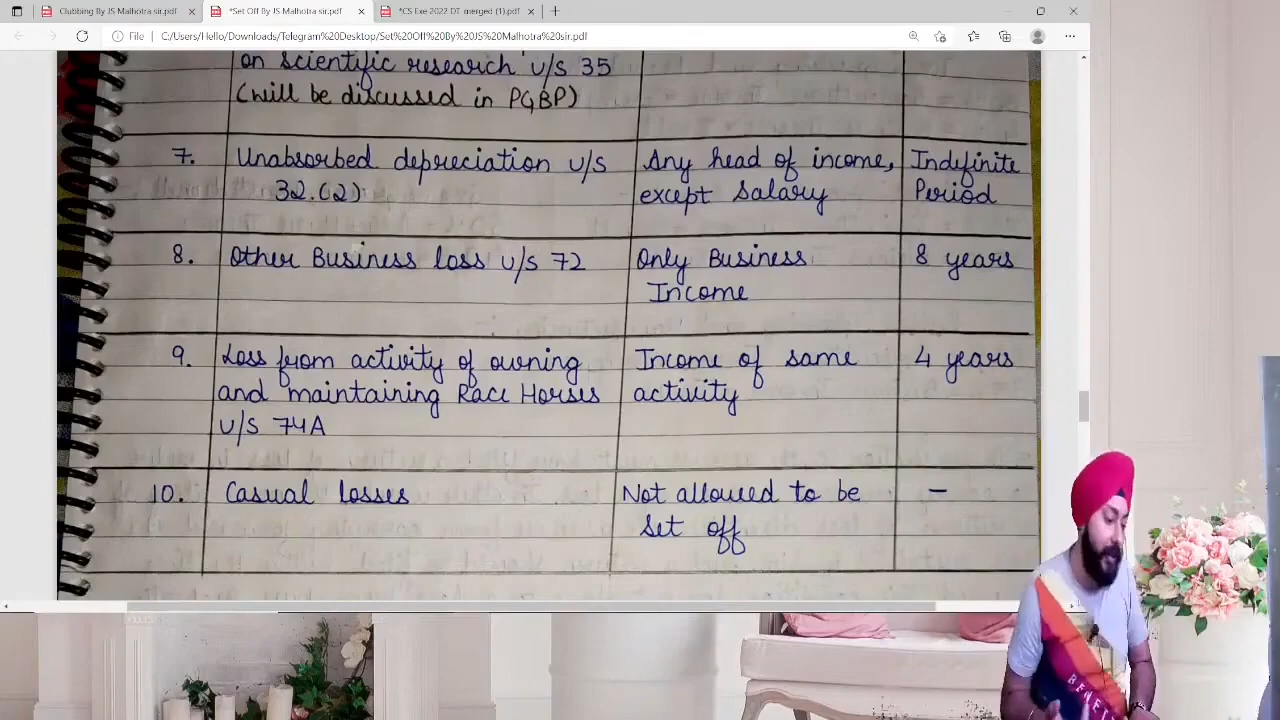 Clubbing By JS Malhotra sir.pdf
*Set Off By JS Malhotra sir.pdf
*CS Exe 2022 DT merged (1).pdf
File
C:/Users/Hello/Downloads/Telegram%20Desktop/Set%20Off%20By%20JS%20Malhotra%20sir.pdf
on scientific research u/s 35
(will be discussed in PGBP)
7. Unabsorbed depreciation u/s Any head of income, Indefinite
32.(2) except Salary Period
8. Other Business loss u/s 72 Only Business 8 years
Income
9. Loss from activity of owning Income of same 4 years
and maintaining Race Horses activity
u/s 74A
10. Casual losses Not allowed to be –
Set off
BENET